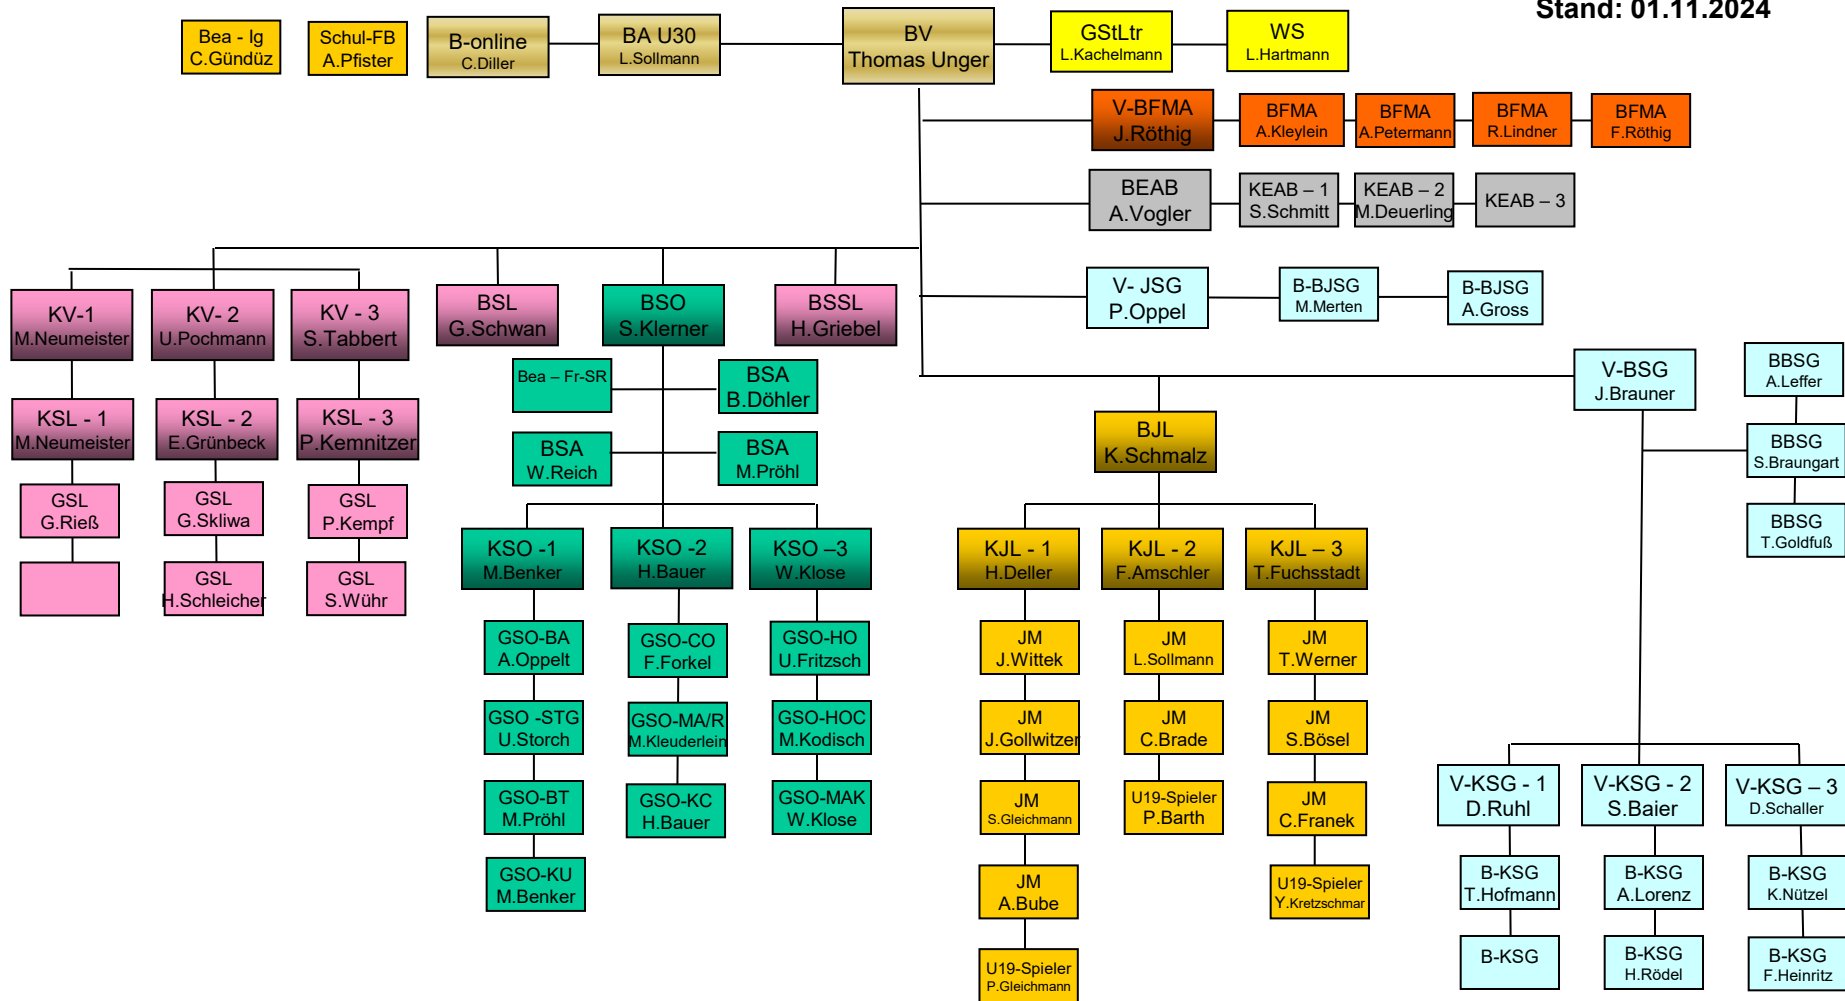 Stand: 01.11.2024
Bea - Ig
C.Gündüz
Schul-FB
A.Pfister
B-online
C.Diller
BA U30
L.Sollmann
BV
Thomas Unger
GStLtr
L.Kachelmann
WS
L.Hartmann
V-BFMA
J.Röthig
BFMA
A.Kleylein
BFMA
A.Petermann
BFMA
R.Lindner
BFMA
F.Röthig
BEAB
A.Vogler
KEAB – 1
S.Schmitt
KEAB – 2
M.Deuerling
KEAB – 3
V- JSG
P.Oppel
B-BJSG
M.Merten
B-BJSG
A.Gross
KV-1
M.Neumeister
KV- 2
U.Pochmann
KV - 3
S.Tabbert
BSL
G.Schwan
BSO
S.Klerner
BSSL
H.Griebel
KSL - 1
M.Neumeister
KSL - 2
E.Grünbeck
KSL - 3
P.Kemnitzer
GSL
G.Rieß
GSL
G.Skliwa
GSL
P.Kempf
GSL
H.Schleicher
GSL
S.Wühr
Bea – Fr-SR
BSA
B.Döhler
BSA
W.Reich
BSA
M.Pröhl
KSO -1
M.Benker
KSO -2
H.Bauer
KSO –3
W.Klose
GSO-BA
A.Oppelt
GSO-CO
F.Forkel
GSO-HO
U.Fritzsch
GSO -STG
U.Storch
GSO-MA/R
M.Kleuderlein
GSO-HOC
M.Kodisch
GSO-BT
M.Pröhl
GSO-KC
H.Bauer
GSO-MAK
W.Klose
GSO-KU
M.Benker
BJL
K.Schmalz
KJL - 1
H.Deller
KJL - 2
F.Amschler
KJL – 3
T.Fuchsstadt
JM
J.Wittek
JM
L.Sollmann
JM
T.Werner
JM
J.Gollwitzer
JM
C.Brade
JM
S.Bösel
JM
S.Gleichmann
U19-Spieler
P.Barth
JM
C.Franek
JM
A.Bube
U19-Spieler
Y.Kretzschmar
U19-Spieler
P.Gleichmann
V-BSG
J.Brauner
BBSG
A.Leffer
BBSG
S.Braungart
BBSG
T.Goldfuß
V-KSG - 1
D.Ruhl
V-KSG - 2
S.Baier
V-KSG – 3
D.Schaller
B-KSG
T.Hofmann
B-KSG
A.Lorenz
B-KSG
K.Nützel
B-KSG
B-KSG
H.Rödel
B-KSG
F.Heinritz